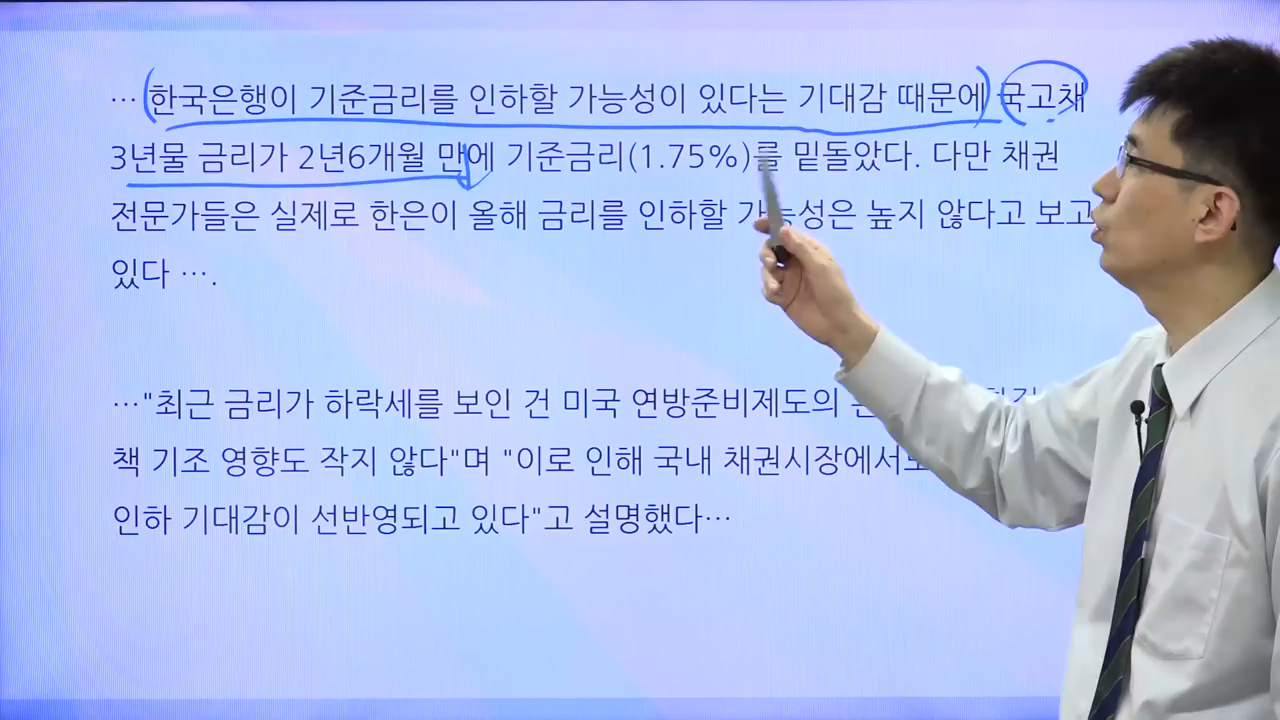 … 한국은행이 기준금리를 인하할 가능성이 있다는 기대감 때문에 국고채
3년물 금리가 2년6개월 만에 기준금리(1.75%)를 밑돌았다. 다만 채권
전문가들은 실제로 한은이 올해 금리를 인하할 가능성은 높지 않다고 보고
있다 ….
…"최근 금리가 하락세를 보인 건 미국 연방준비제도의
책 기조 영향도 작지 않다"며 "이로 인해 국내 채권시장에서도
인하 기대감이 선반영되고 있다"고 설명했다…